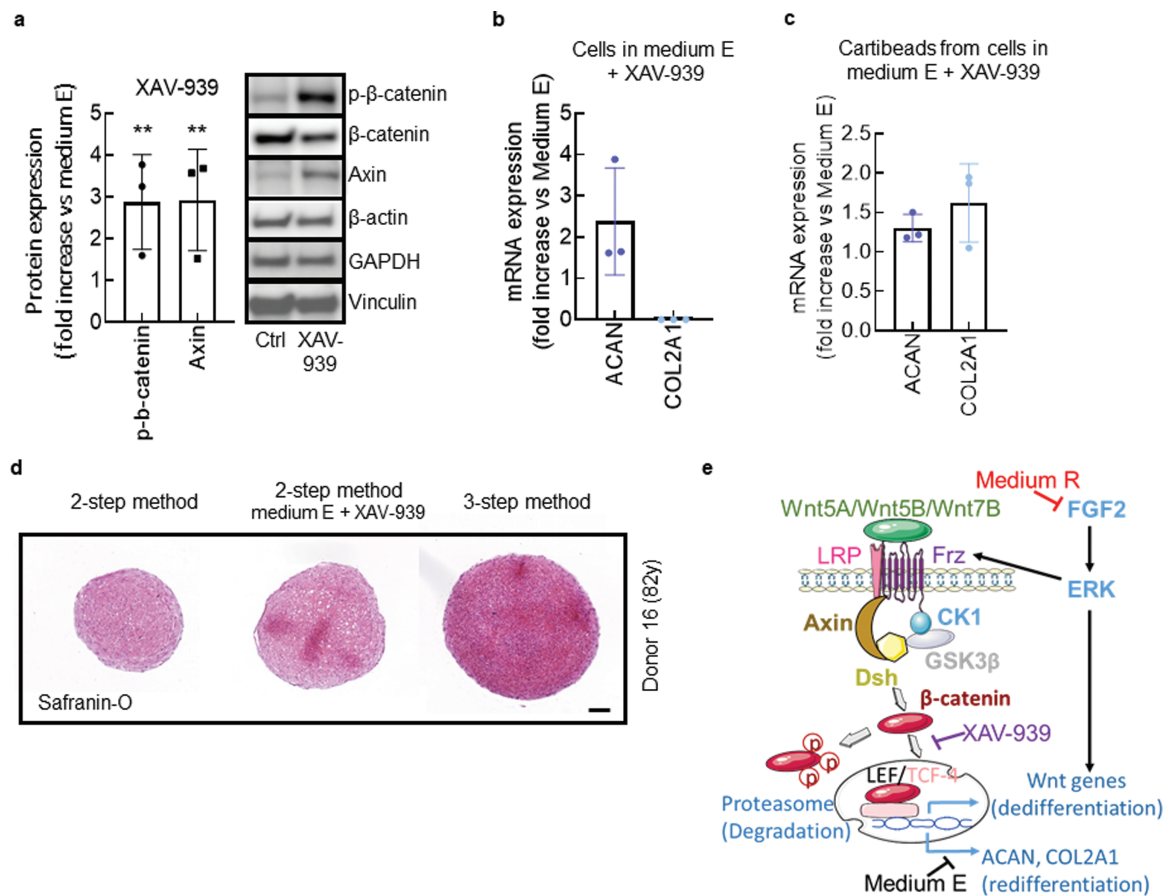 a
XAV-939
Protein expression
(fold increase vs medium E)
5
4
3
2
1
0
**
**
p-b-catenin
Axin
p-β-catenin
β-catenin
Axin
β-actin
GAPDH
Vinculin
Ctrl XAV-
939
b
Cells in medium E
+ XAV-939
mRNA expression
(fold increase vs Medium E)
5
4
3
2
1
0
ACAN
COL2A1
c
Cartibeads from cells in
medium E + XAV-939
mRNA expression
(fold increase vs Medium E)
2.5
2.0
1.5
1.0
0.5
0.0
ACAN
COL2A1
d
2-step method
2-step method
medium E + XAV-939
3-step method
Safranin-O
Donor 16 (82y)
e
Medium R
Wnt5A/Wnt5B/Wnt7B
FGF2
LRP
Frz
ERK
Axin
CK1
GSK3β
Dsh
β-catenin
XAV-939
p
p
p
LEF/TCF-4
Proteasome
(Degradation)
Wnt genes
(dedifferentiation)
ACAN, COL2A1
(redifferentiation)
Medium E